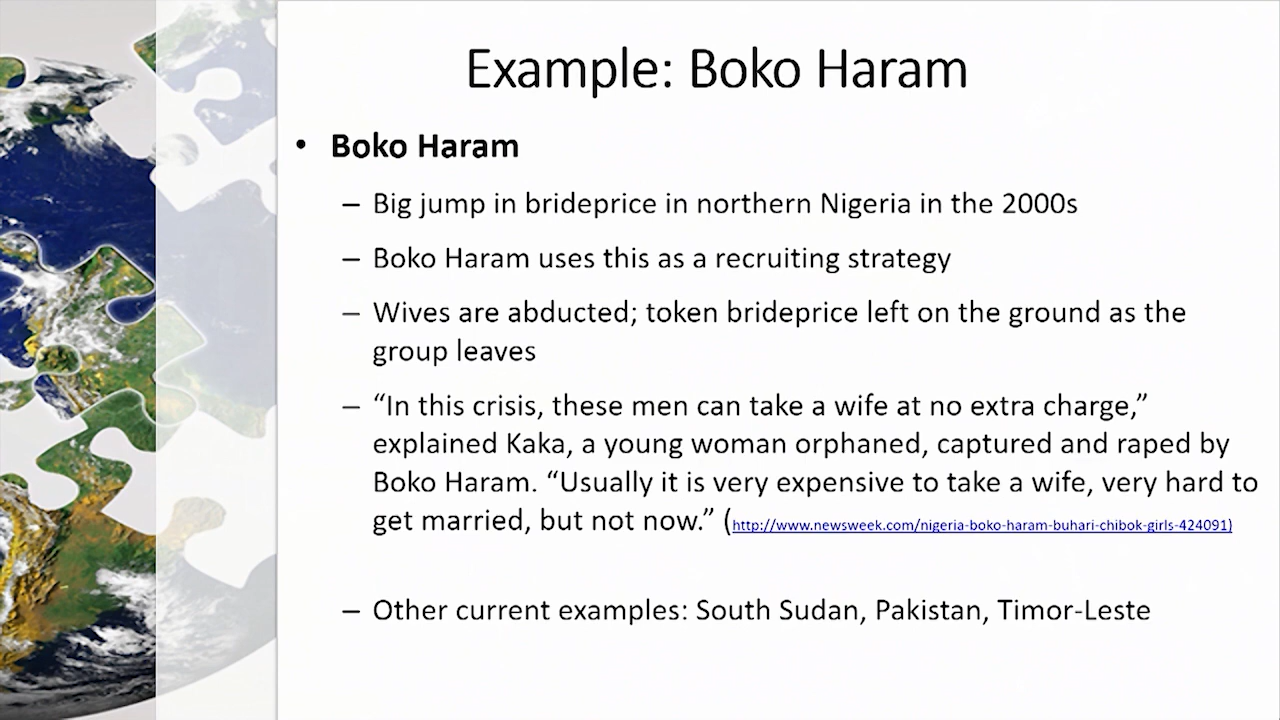 Example: Boko Haram
• Boko Haram
– Big jump in brideprice in northern Nigeria in the 2000s
– Boko Haram uses this as a recruiting strategy
– Wives are abducted; token brideprice left on the ground as the
group leaves
– “In this crisis, these men can take a wife at no extra charge,”
explained Kaka, a young woman orphaned, captured and raped by
Boko Haram. “Usually it is very expensive to take a wife, very hard to
get married, but not now.” (http://www.newsweek.com/nigeria-boko-haram-buhari-chibok-girls-424091)
– Other current examples: South Sudan, Pakistan, Timor-Leste